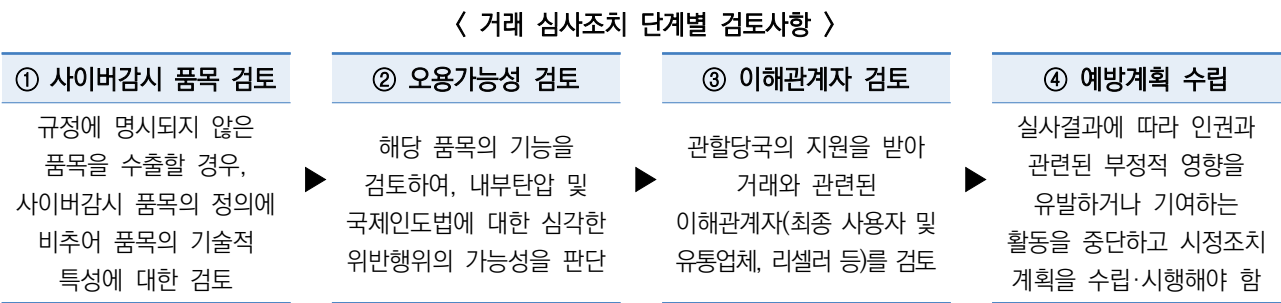 〈 거래 심사조치 단계별 검토사항 〉
① 사이버감시 품목 검토
규정에 명시되지 않은
품목을 수출할 경우,
사이버감시 품목의 정의에
비추어 품목의 기술적
특성에 대한 검토
▶
② 오용가능성 검토
해당 품목의 기능을
검토하여, 내부탄압 및
국제인도법에 대한 심각한
위반행위의 가능성을 판단
▶
③ 이해관계자 검토
관할당국의 지원을 받아
거래와 관련된
이해관계자(최종 사용자 및
유통업체, 리셀러 등)를 검토
▶
④ 예방계획 수립
실사결과에 따라 인권과
관련된 부정적 영향을
유발하거나 기여하는
활동을 중단하고 시정조치
계획을 수립·시행해야 함